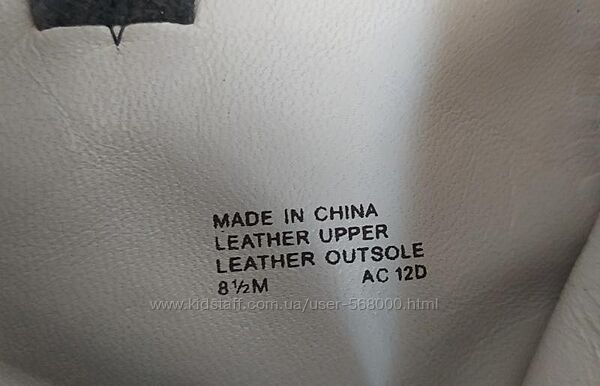 MADE IN CHINA
LEATHER UPPER
LEATHER OUTSOLE
8½M AC 12D
www.kidstaff.com.ua/user-568000.html